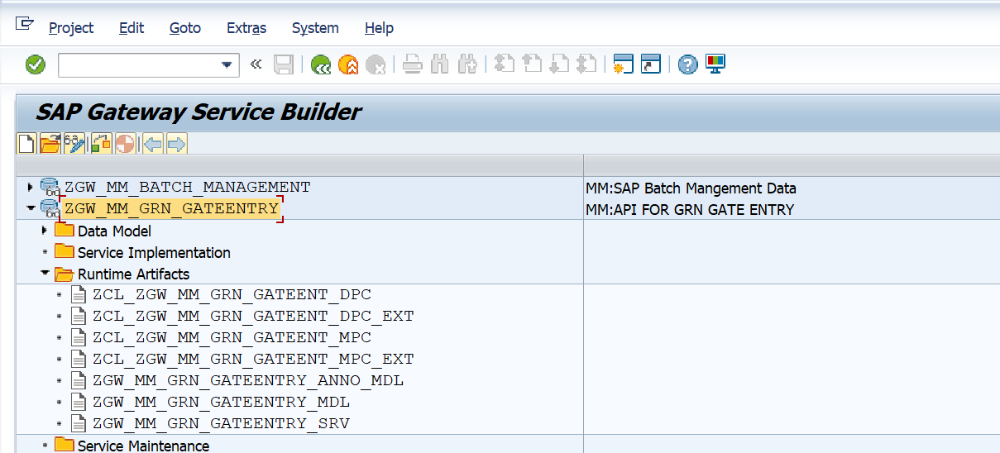 Project Edit Goto Extras System Help
SAP Gateway Service Builder
ZGW_MM_BATCH_MANAGEMENT MM:SAP Batch Mangement Data
ZGW_MM_GRN_GATEENTRY MM:API FOR GRN GATE ENTRY
Data Model
Service Implementation
Runtime Artifacts
ZCL_ZGW_MM_GRN_GATEENT_DPC
ZCL_ZGW_MM_GRN_GATEENT_DPC_EXT
ZCL_ZGW_MM_GRN_GATEENT_MPC
ZCL_ZGW_MM_GRN_GATEENT_MPC_EXT
ZGW_MM_GRN_GATEENTRY_ANNO_MDL
ZGW_MM_GRN_GATEENTRY_MDL
ZGW_MM_GRN_GATEENTRY_SRV
Service Maintenance